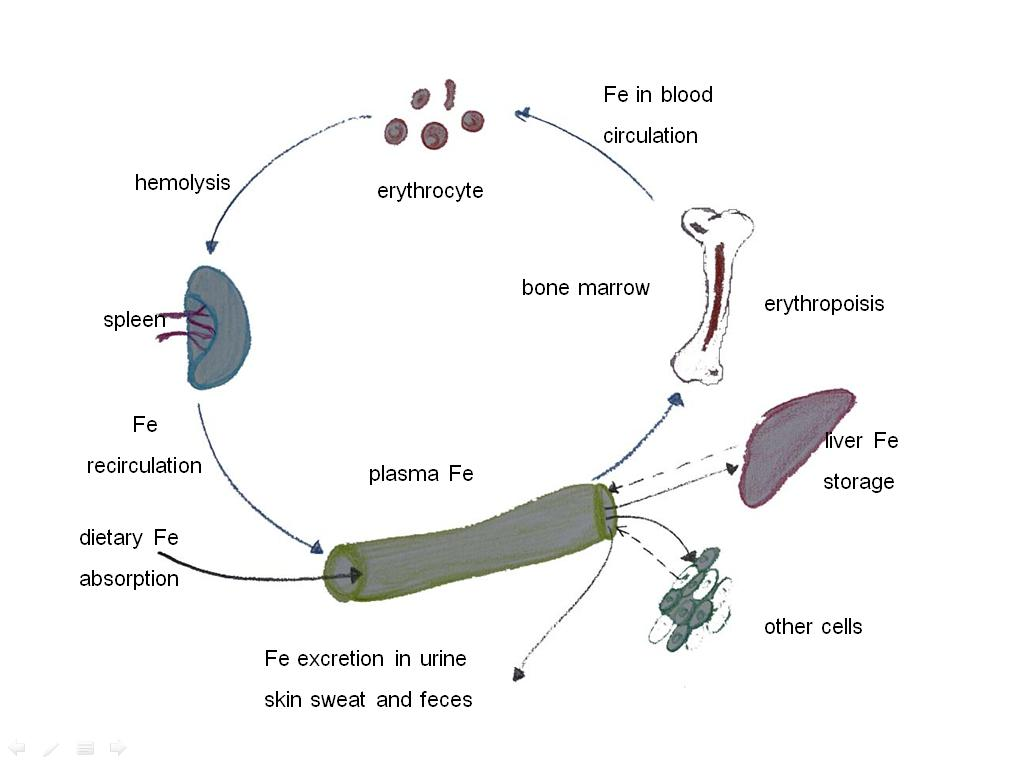 Fe in blood
circulation
hemolysis
erythrocyte
bone marrow
erythropoisis
spleen
Fe
recirculation
liver Fe
storage
plasma Fe
dietary Fe
absorption
other cells
Fe excretion in urine
skin sweat and feces